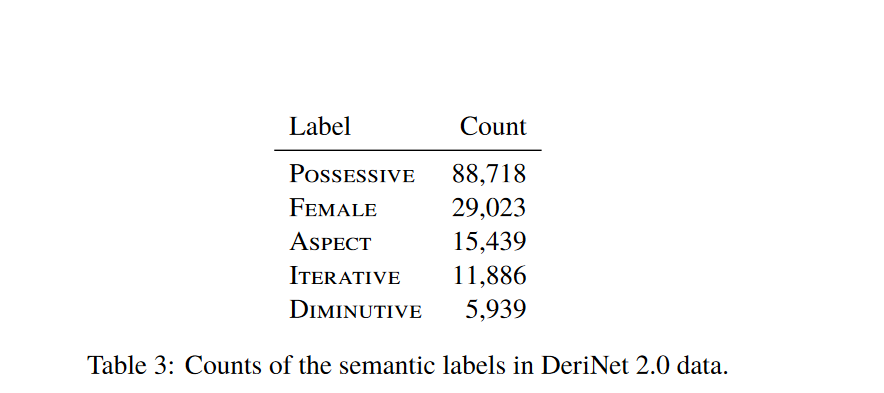 Label Count
POSSESSIVE 88,718
FEMALE 29,023
ASPECT 15,439
ITERATIVE 11,886
DIMINUTIVE 5,939
Table 3: Counts of the semantic labels in DeriNet 2.0 data.